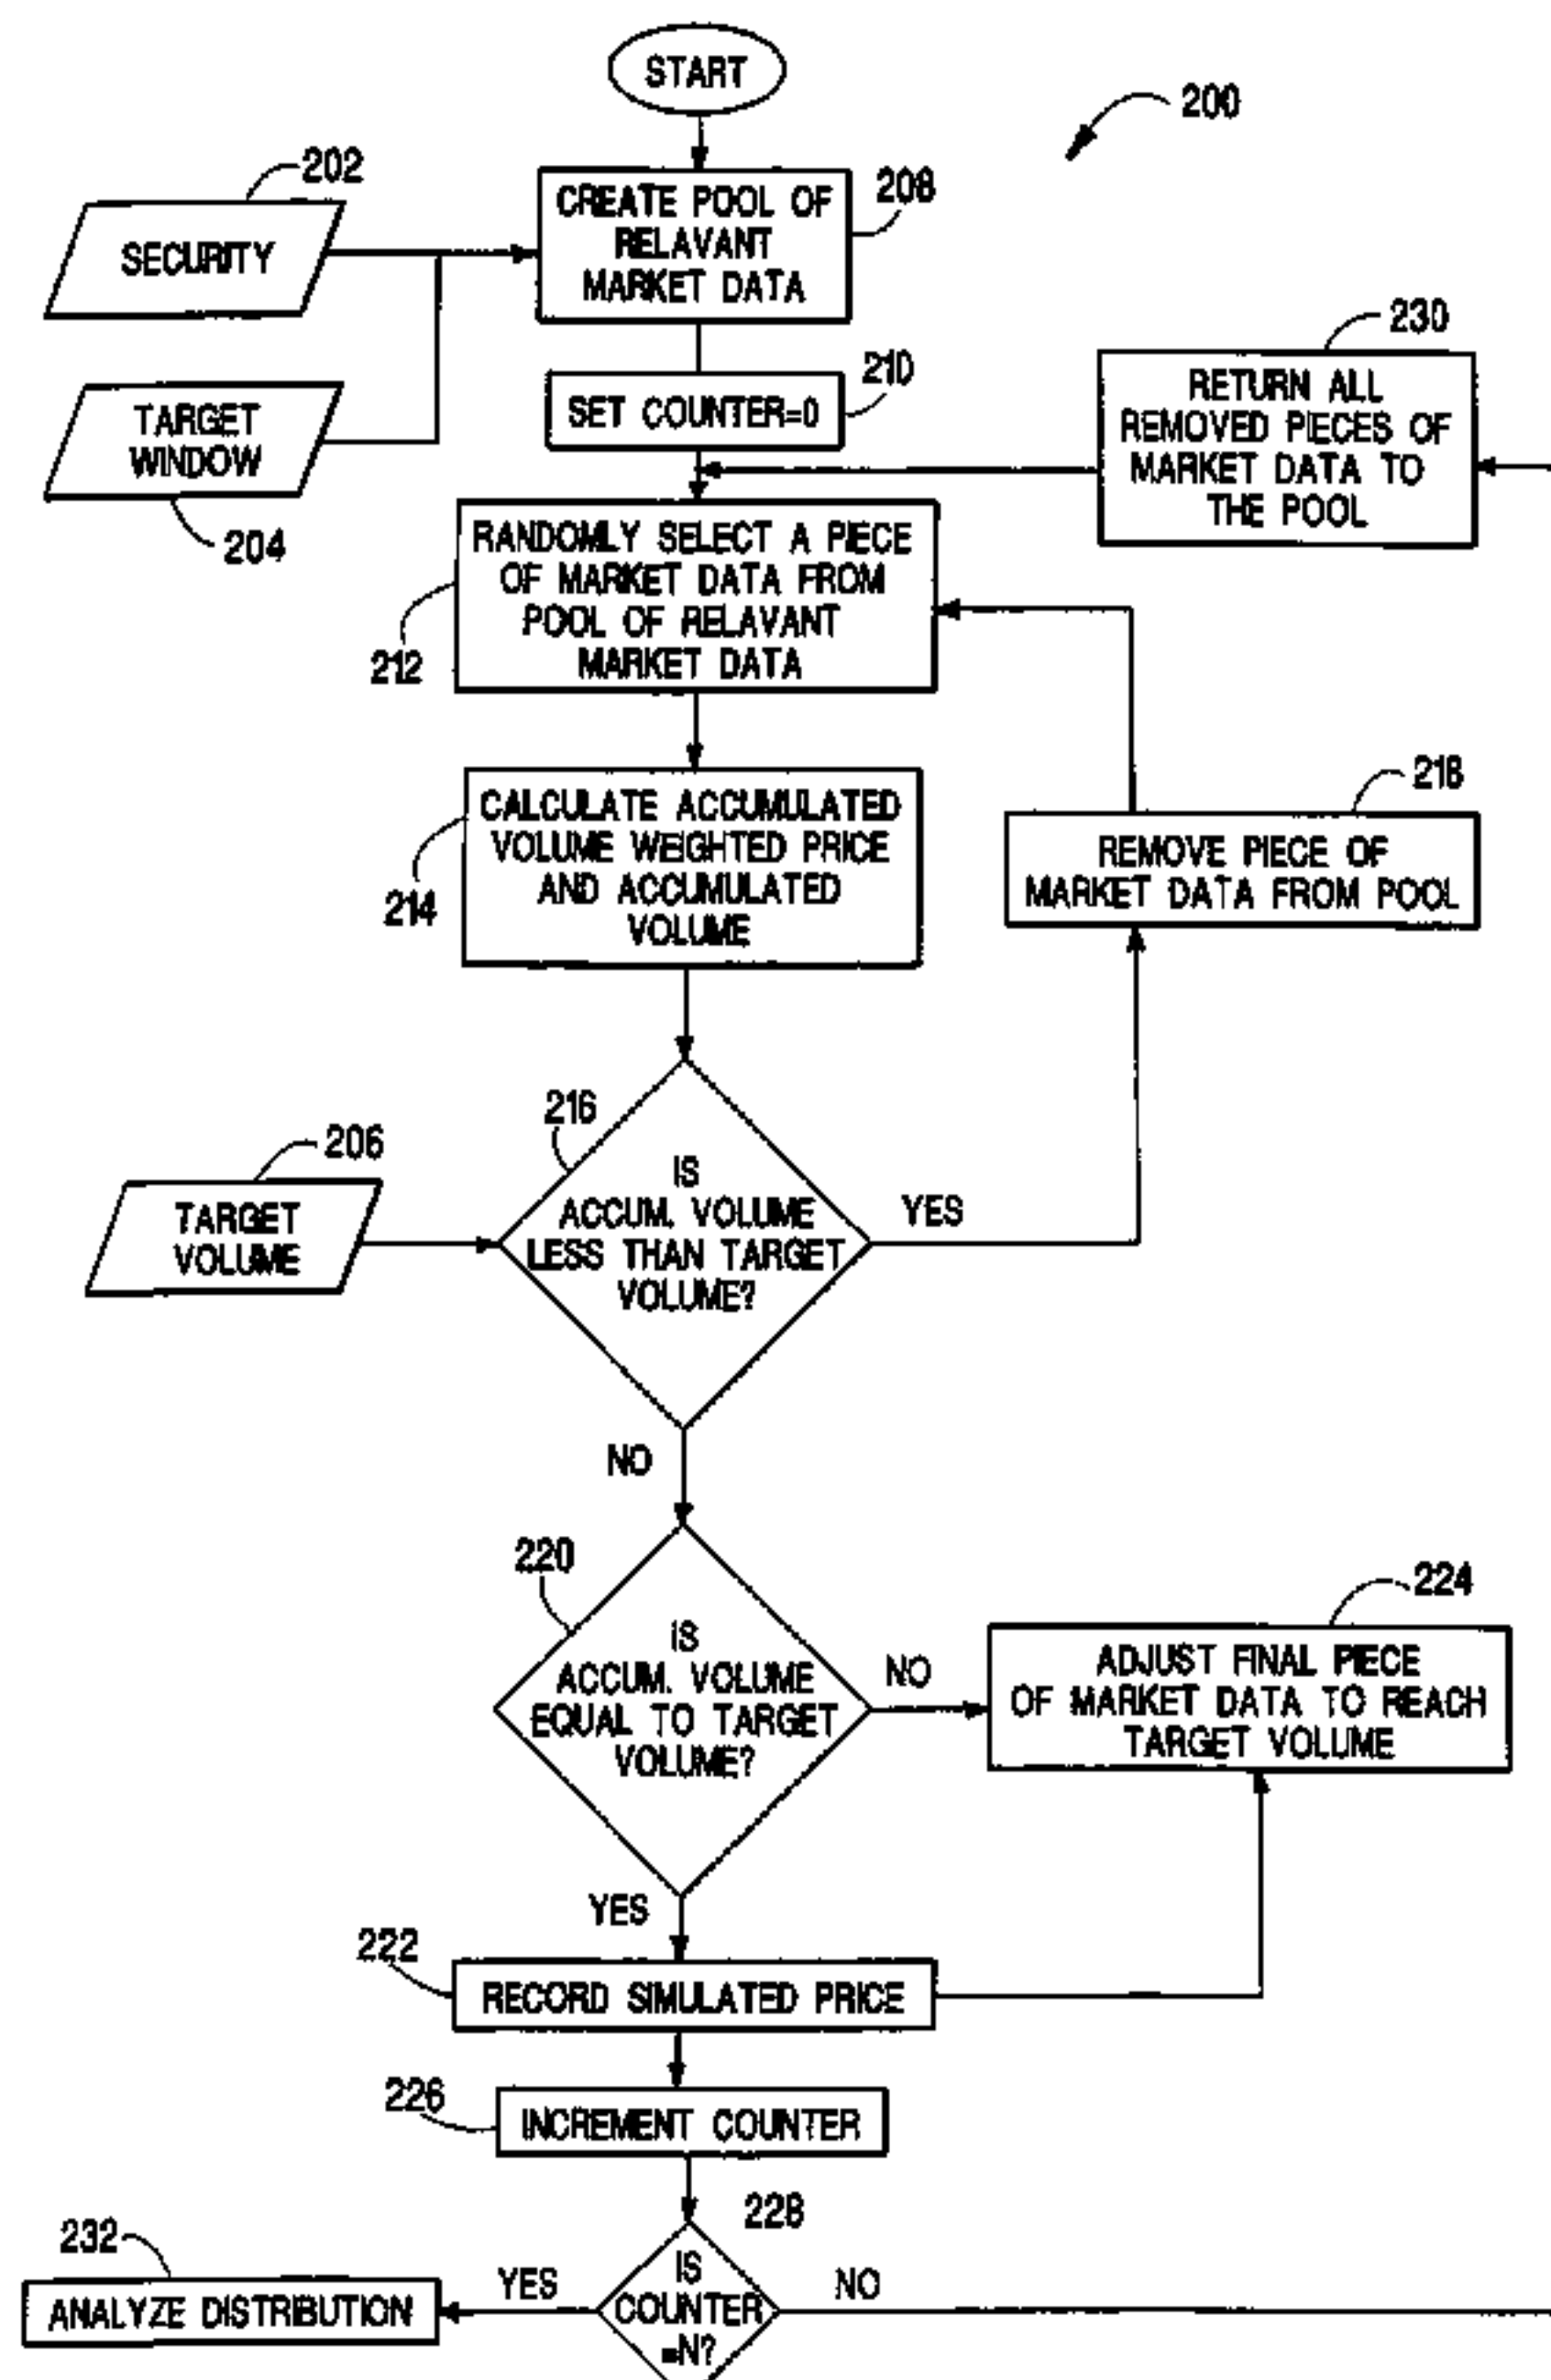 START
200
202
SECURITY
208
CREATE POOL OF
RELAVANT
MARKET DATA
TARGET
WINDOW
204
210
SET COUNTER=0
230
RETURN ALL
REMOVED PIECES OF
MARKET DATA TO
THE POOL
RANDOMLY SELECT A PIECE
OF MARKET DATA FROM
POOL OF RELAVANT
MARKET DATA
212
CALCULATE ACCUMULATED
VOLUME WEIGHTED PRICE
AND ACCUMULATED
VOLUME
214
218
REMOVE PIECE OF
MARKET DATA FROM POOL
206
TARGET
VOLUME
216
IS
ACCUM. VOLUME
LESS THAN TARGET
VOLUME?
YES
NO
220
IS
ACCUM. VOLUME
EQUAL TO TARGET
VOLUME?
NO
224
ADJUST FINAL PIECE
OF MARKET DATA TO REACH
TARGET VOLUME
YES
222
RECORD SIMULATED PRICE
226
INCREMENT COUNTER
228
IS
COUNTER
=N?
YES
NO
232
ANALYZE DISTRIBUTION